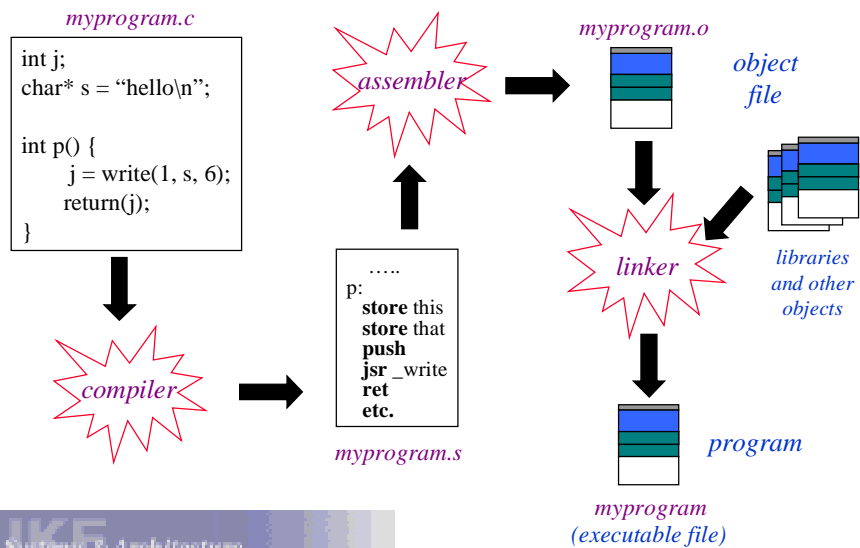 myprogram.c
int j;
char* s = “hello\n”;
int p() {
j = write(1, s, 6);
return(j);
}
compiler
…..
p:
store this
store that
push
jsr _write
ret
etc.
myprogram.s
assembler
myprogram.o
object
file
libraries
and other
objects
linker
program
myprogram
(executable file)